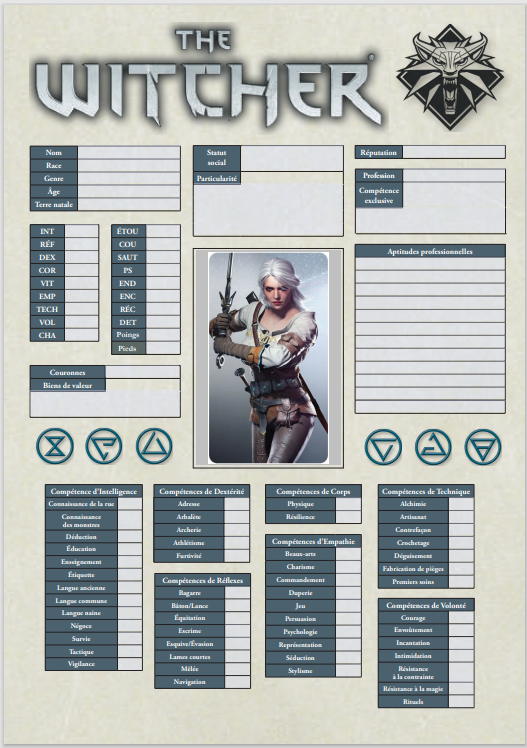 THE
WITCHER
Nom
Race
Genre
Âge
Terre natale
Statut
social
Particularité
Réputation
Profession
Compétence
exclusive
INT
RÉF
DEX
COR
VIT
EMP
TECH
VOL
CHA
ÉTOU
COU
SAUT
PS
END
ENC
RÉC
DET
Poings
Pieds
Aptitudes professionnelles
Couronnes
Biens de valeur
Compétence d'Intelligence
Connaissance de la rue
Connaissance
des monstres
Déduction
Éducation
Enseignement
Étiquette
Langue ancienne
Langue commune
Langue naine
Négoce
Survie
Tactique
Vigilance
Compétences de Dextérité
Adresse
Arbalète
Archerie
Athlétisme
Furtivité
Compétences de Réflexes
Bagarre
Bâton/Lance
Équitation
Escrime
Esquive/Évasion
Lames courtes
Mêlée
Navigation
Compétences de Corps
Physique
Résilience
Compétences d'Empathie
Beaux-arts
Charisme
Commandement
Duperie
Jeu
Persuasion
Psychologie
Représentation
Séduction
Stylisme
Compétences de Technique
Alchimie
Artisanat
Contrefaçon
Crochetage
Déguisement
Fabrication de pièges
Premiers soins
Compétences de Volonté
Courage
Envoûtement
Incantation
Intimidation
Résistance
à la contrainte
Résistance à la magie
Rituels